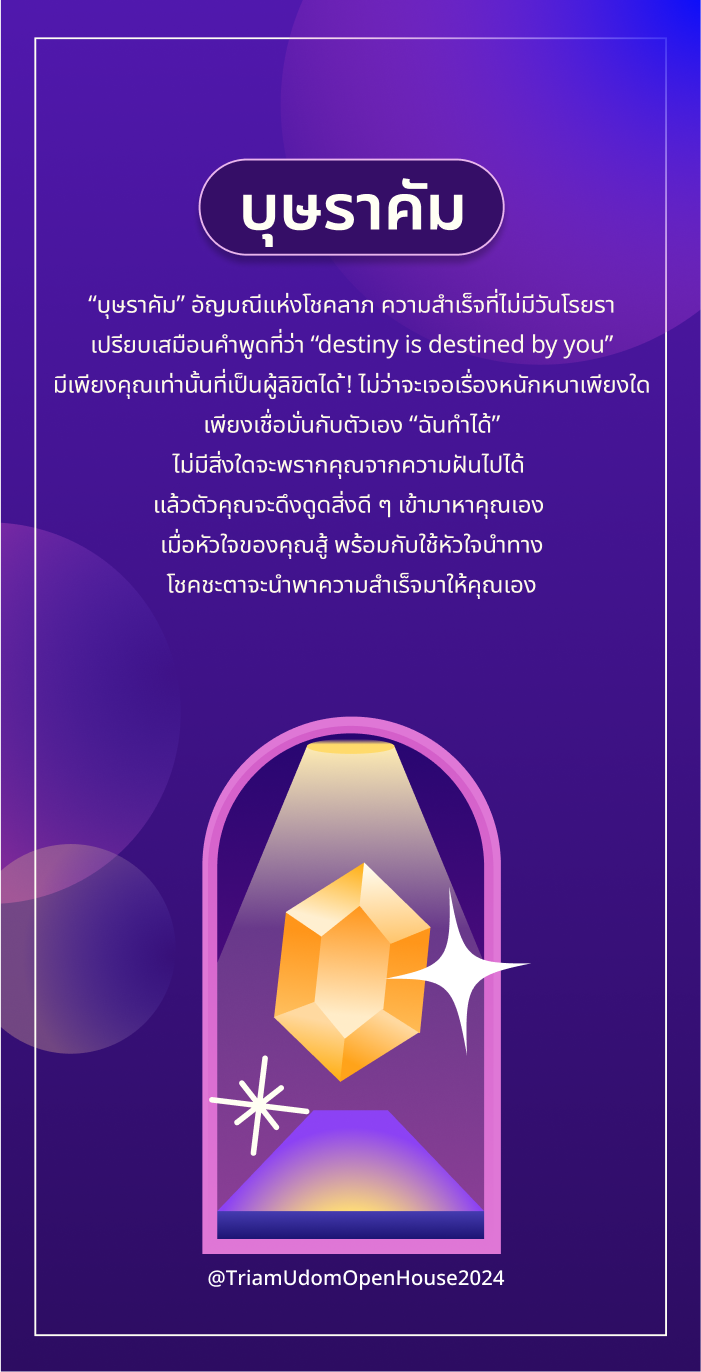 บุษราคัม
“บุษราคัม” อัญมณีแห่งโชคลาภ ความสำเร็จที่ไม่มีวันโรยรา
เปรียบเสมือนคำพูดที่ว่า “destiny is destined by you”
มีเพียงคุณเท่านั้นที่เป็นผู้ลิขิตได้ ! ไม่ว่าจะเจอเรื่องหนักหนาเพียงใด
เพียงเชื่อมั่นกับตัวเอง “ฉันทำได้”
ไม่มีสิ่งใดจะพรากคุณจากความฝันไปได้
แล้วตัวคุณจะดึงดูดสิ่งดี ๆ เข้ามาหาคุณเอง
เมื่อหัวใจของคุณสู้ พร้อมกับใช้หัวใจนำทาง
โชคชะตาจะนำพาความสำเร็จมาให้คุณเอง
@TriamUdomOpenHouse2024